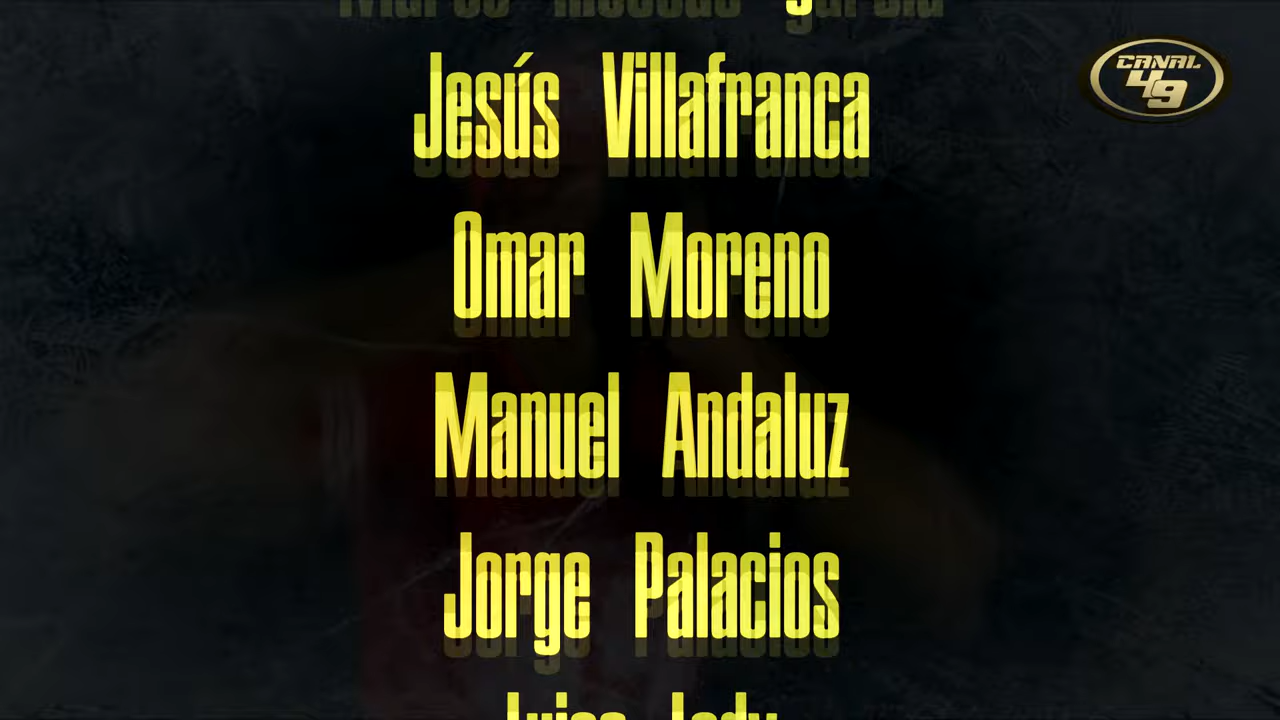 CANAL
49
Jesús Villafranca
Omar Moreno
Manuel Andaluz
Jorge Palacios